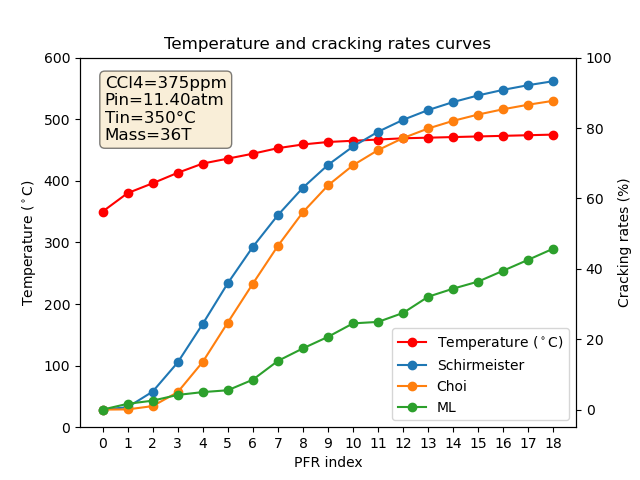 Temperature and cracking rates curves
CCl4=375ppm
Pin=11.40atm
Tin=350°C
Mass=36T
600
500
400
300
200
100
0
Temperature (°C)
100
80
60
40
20
0
Cracking rates (%)
Temperature (°C)
Schirmeister
Choi
ML
0 1 2 3 4 5 6 7 8 9 10 11 12 13 14 15 16 17 18
PFR index